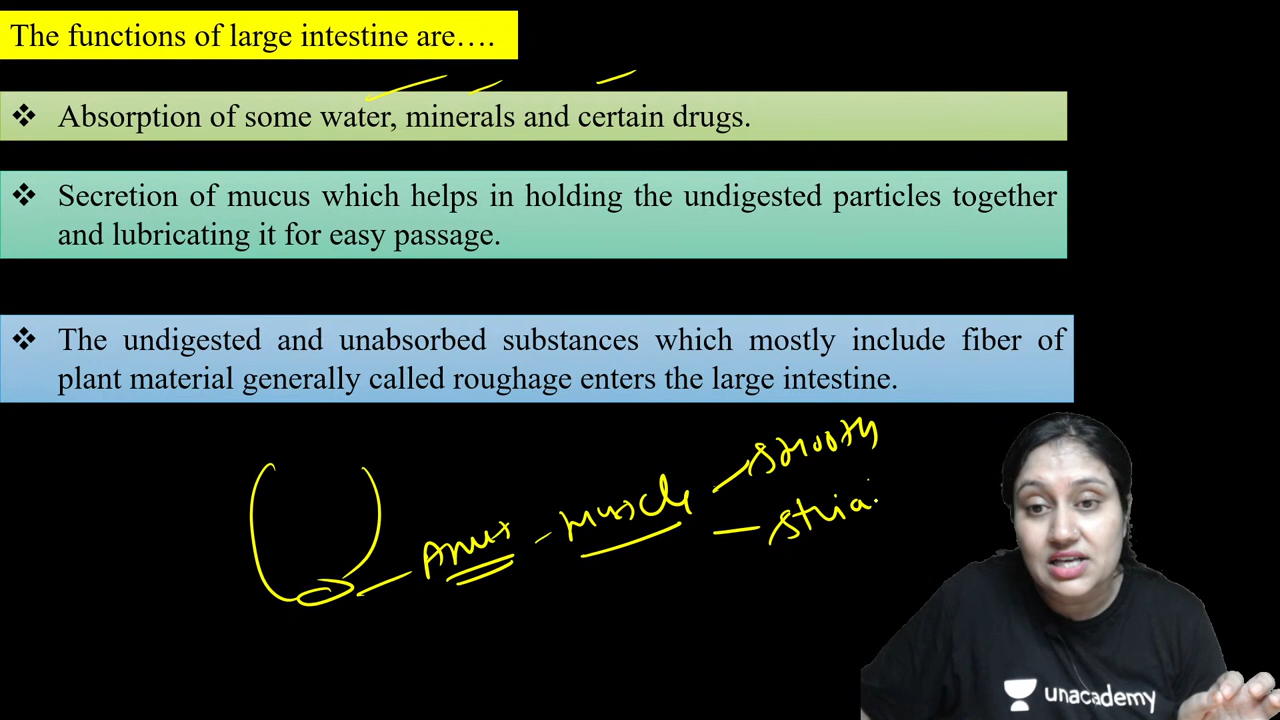 The functions of large intestine are….
❖ Absorption of some water, minerals and certain drugs.
❖ Secretion of mucus which helps in holding the undigested particles together
and lubricating it for easy passage.
❖ The undigested and unabsorbed substances which mostly include fiber of
plant material generally called roughage enters the large intestine.
Anus - Muscle - smooth
- stria
unacademy